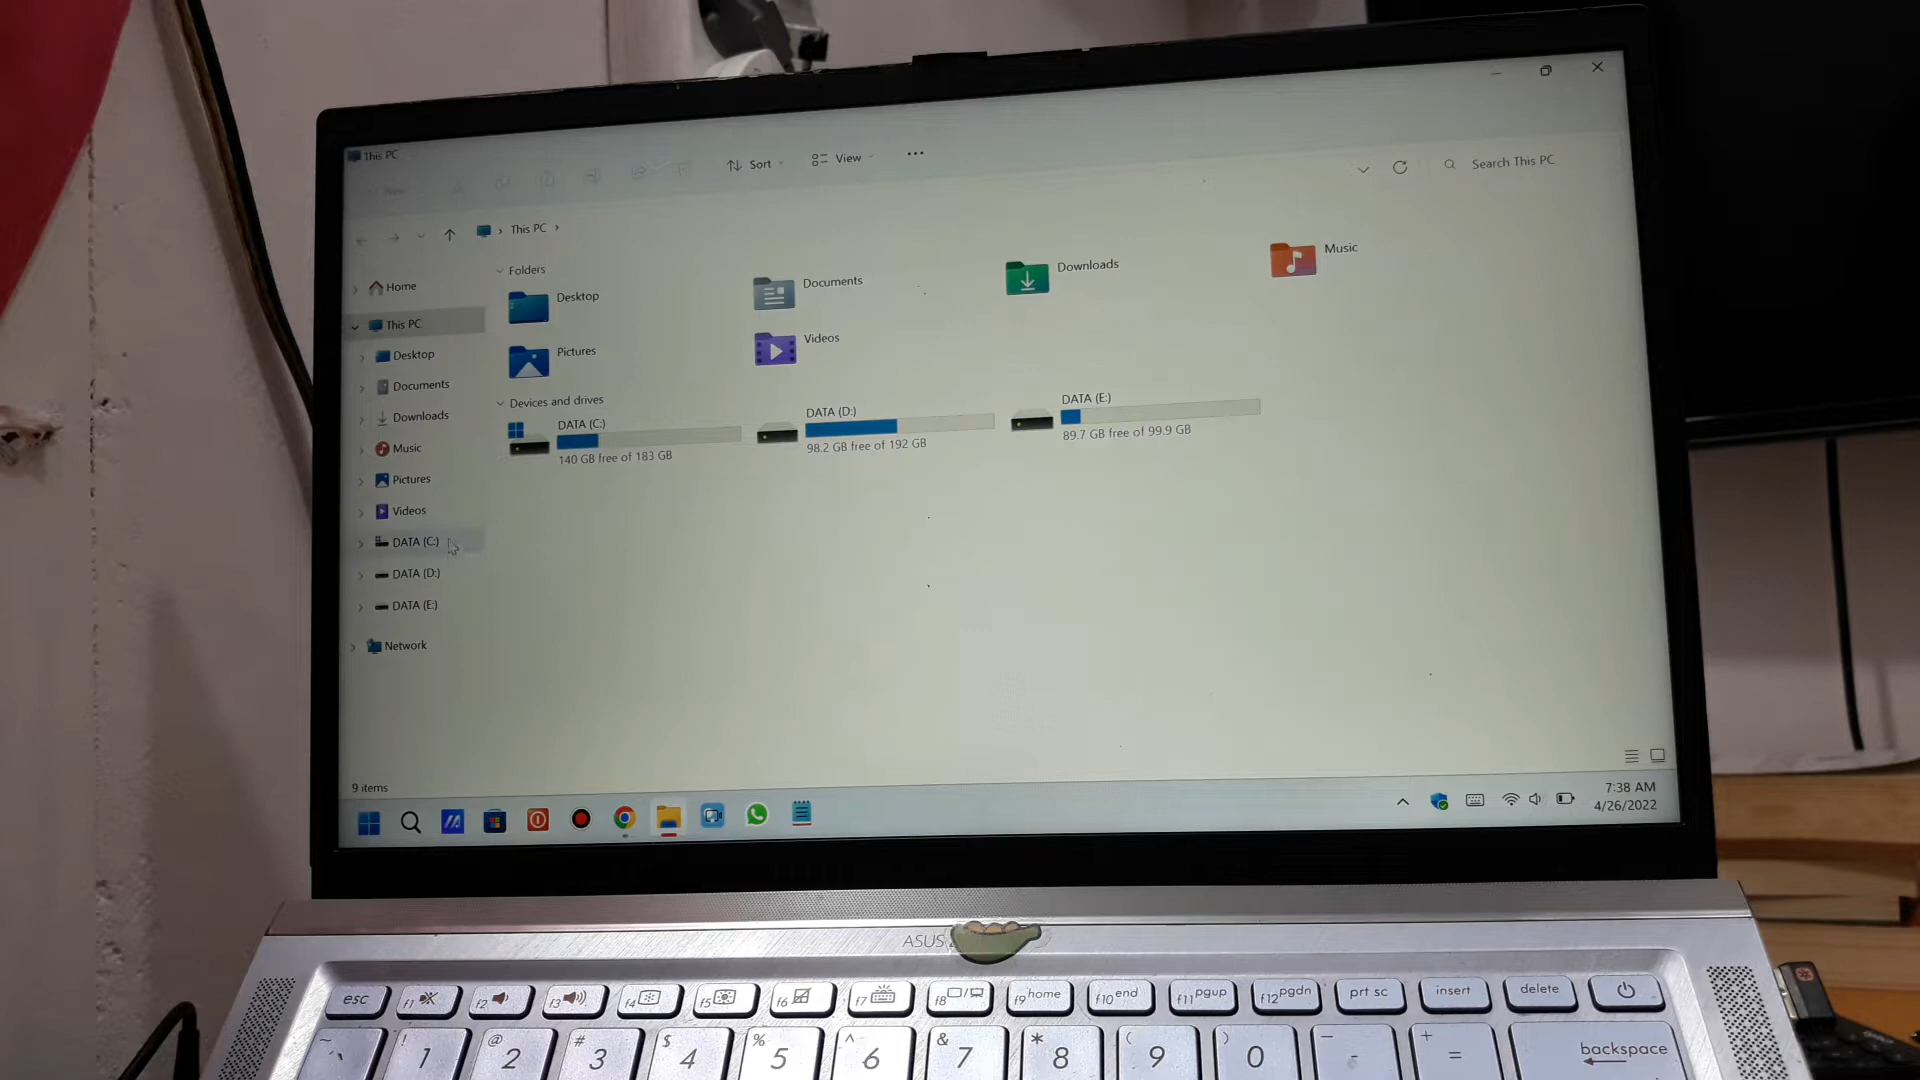 This PC
New
Sort
View
...
This PC
Search This PC
Home
This PC
Desktop
Documents
Downloads
Music
Pictures
Videos
DATA (C:)
DATA (D:)
DATA (E:)
Network
Folders
Desktop
Documents
Downloads
Music
Pictures
Videos
Devices and drives
DATA (C:)
140 GB free of 183 GB
DATA (D:)
98.2 GB free of 192 GB
DATA (E:)
89.7 GB free of 99.9 GB
9 items
7:38 AM
4/26/2022
ASUS
esc f1 f2 f3 f4 f5 f6 f7 f8 f9 home f10 end f11 pgup f12 pgdn prt sc insert delete
~ ` ! 1 @ 2 # 3 $ 4 % 5 ^ 6 & 7 * 8 ( 9 ) 0 _ - + = backspace